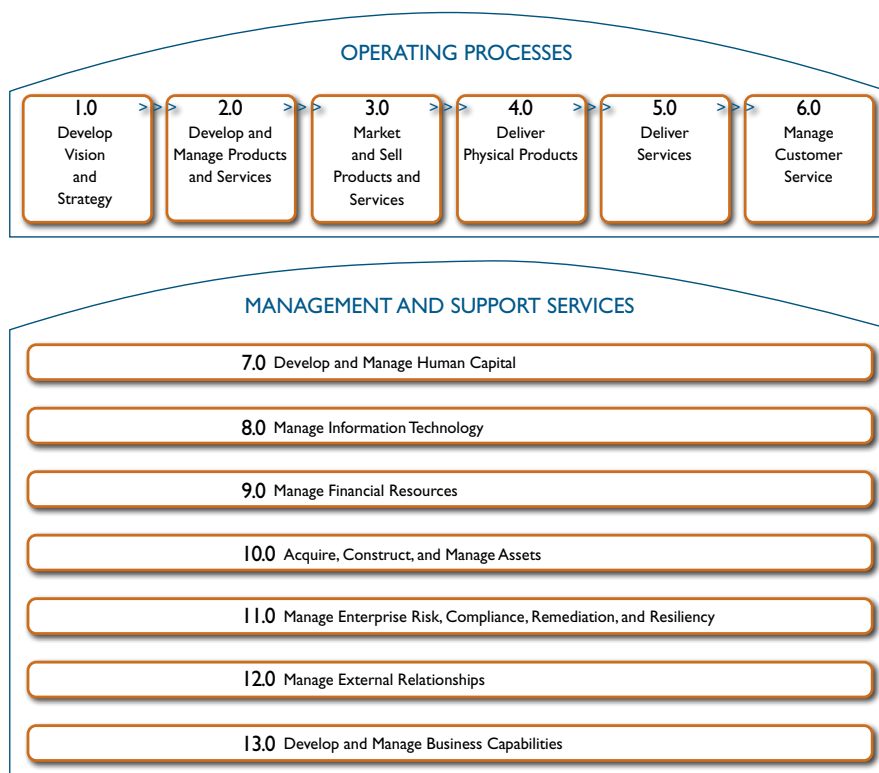 OPERATING PROCESSES
1.0 >>> 2.0 >>> 3.0 >>> 4.0 >>> 5.0 >>> 6.0
Develop
Vision
and
Strategy
Develop and
Manage Products
and Services
Market
and Sell
Products and
Services
Deliver
Physical Products
Deliver
Services
Manage
Customer
Service
MANAGEMENT AND SUPPORT SERVICES
7.0 Develop and Manage Human Capital
8.0 Manage Information Technology
9.0 Manage Financial Resources
10.0 Acquire, Construct, and Manage Assets
11.0 Manage Enterprise Risk, Compliance, Remediation, and Resiliency
12.0 Manage External Relationships
13.0 Develop and Manage Business Capabilities